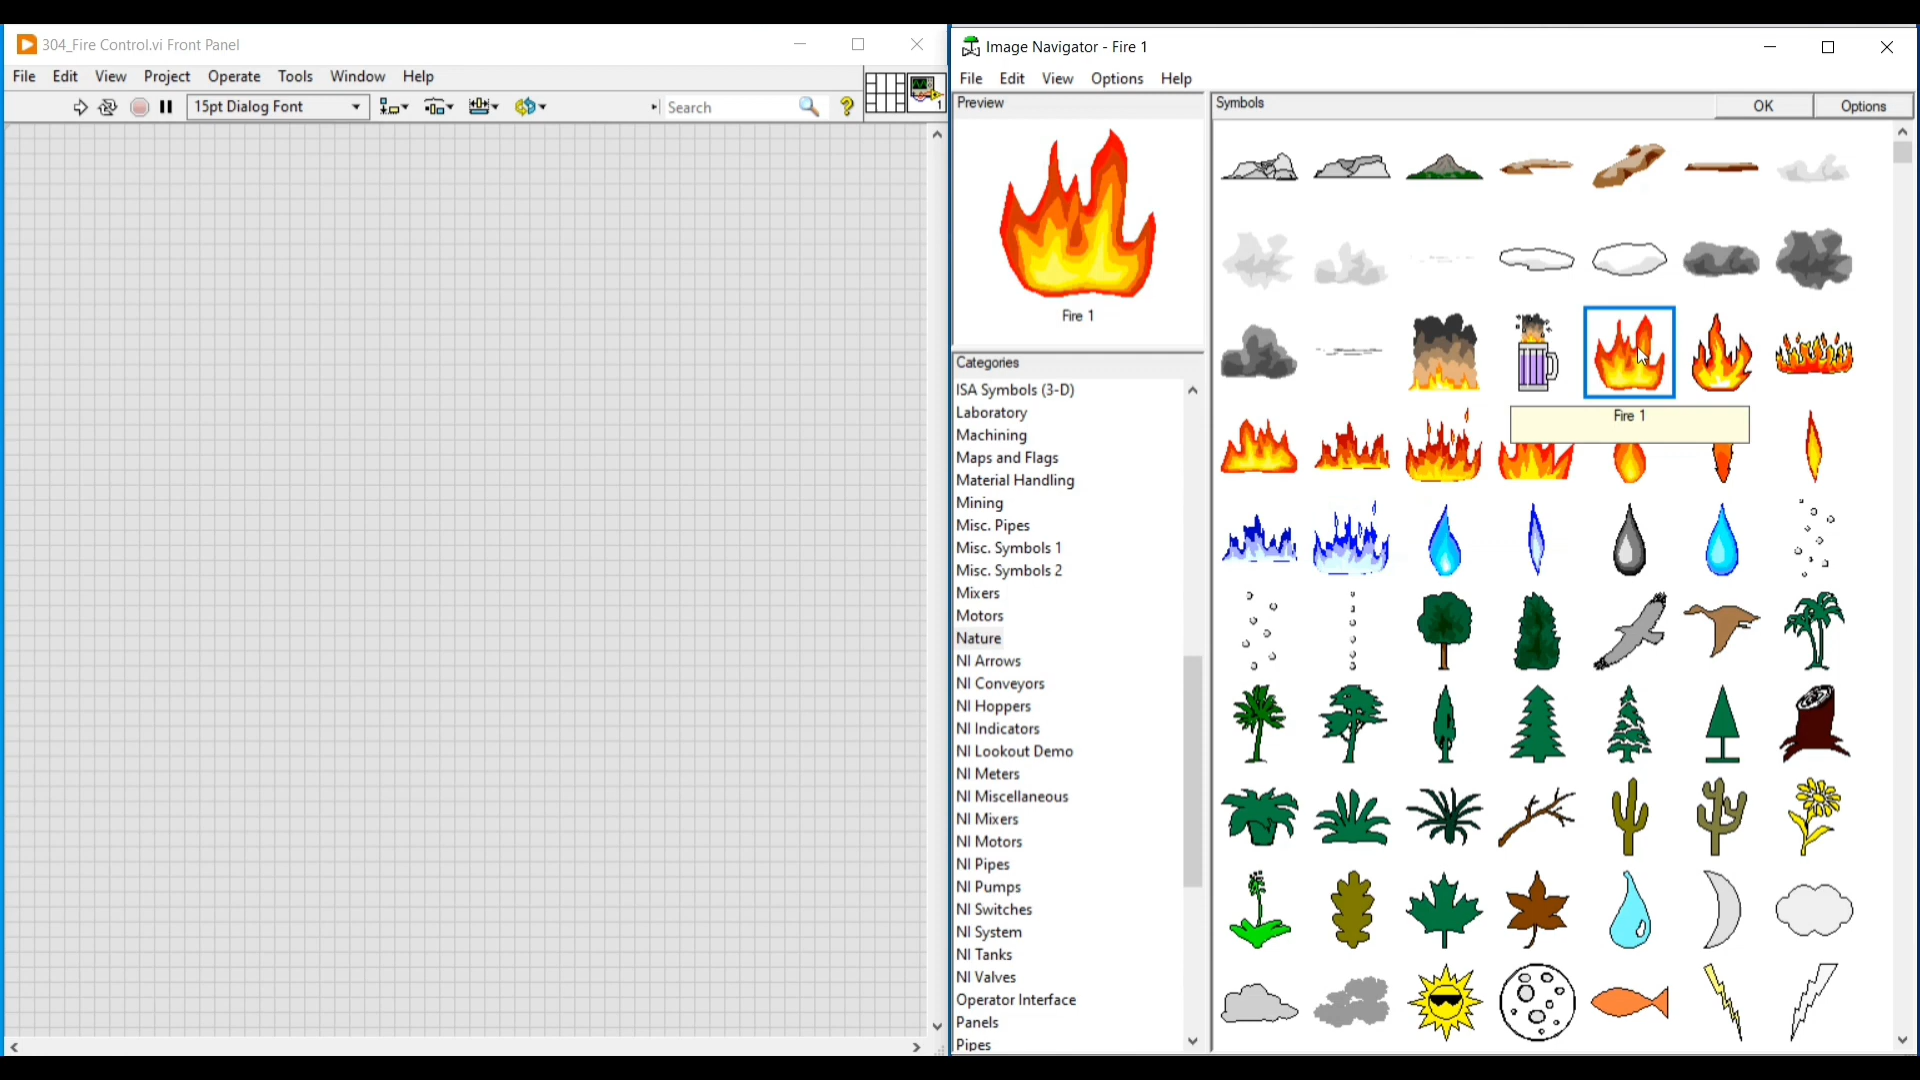 304_Fire Control.vi Front Panel
File Edit View Project Operate Tools Window Help
15pt Dialog Font
Search
?
1
Image Navigator - Fire 1
File Edit View Options Help
Preview
Fire 1
Categories
ISA Symbols (3-D)
Laboratory
Machining
Maps and Flags
Material Handling
Mining
Misc. Pipes
Misc. Symbols 1
Misc. Symbols 2
Mixers
Motors
Nature
NI Arrows
NI Conveyors
NI Hoppers
NI Indicators
NI Lookout Demo
NI Meters
NI Miscellaneous
NI Mixers
NI Motors
NI Pipes
NI Pumps
NI Switches
NI System
NI Tanks
NI Valves
Operator Interface
Panels
Pipes
Symbols
OK
Options
Fire 1